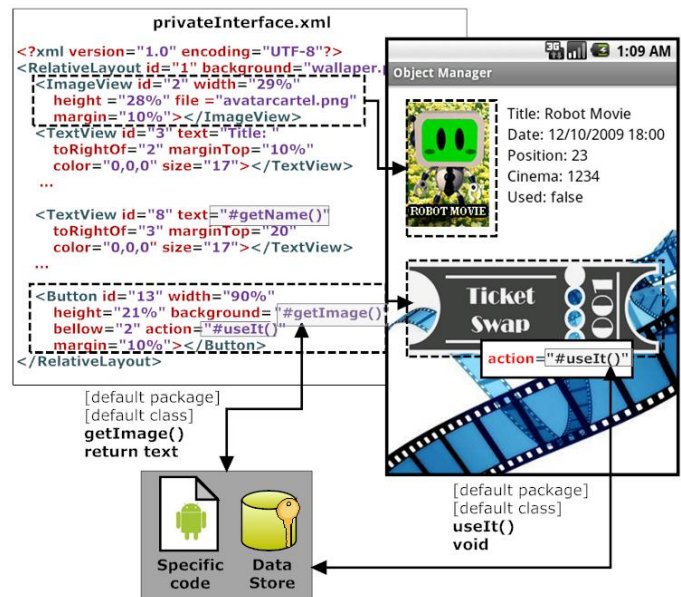 privateInterface.xml
<?xml version="1.0" encoding="UTF-8"?>
<RelativeLayout id="1" background="wallaper.p
<ImageView id="2" width="29%"
height ="28%" file ="avatarcartel.png"
margin="10%"></ImageView>
<TextView id="3" text="Title: "
toRightOf="2" marginTop="10%"
color="0,0,0" size="17"></TextView>
...
<TextView id="8" text="#getName()"
toRightOf="3" marginTop="20"
color="0,0,0" size="17"></TextView>
...
<Button id="13" width="90%"
height="21%" background="#getImage()
bellow="2" action="#useIt()"
margin="10%"></Button>
</RelativeLayout>
3G
1:09 AM
Object Manager
ROBOT MOVIE
Title: Robot Movie
Date: 12/10/2009 18:00
Position: 23
Cinema: 1234
Used: false
Ticket
Swap
001
action="#useIt()"
[default package]
[default class]
getImage()
return text
[default package]
[default class]
useIt()
void
Specific
code
Data
Store